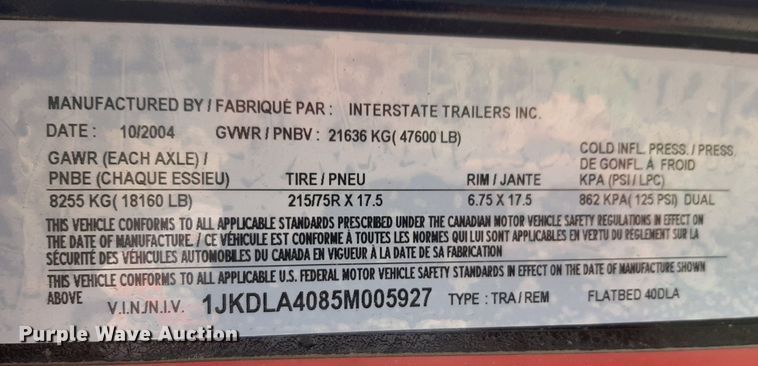 MANUFACTURED BY / FABRIQUÉ PAR : INTERSTATE TRAILERS INC.
DATE : 10/2004 GVWR / PNBV : 21636 KG( 47600 LB)
GAWR (EACH AXLE) / PNBE (CHAQUE ESSIEU) TIRE / PNEU RIM / JANTE COLD INFL. PRESS. / PRESS. DE GONFL. À FROID KPA (PSI / LPC)
8255 KG( 18160 LB) 215/75R X 17.5 6.75 X 17.5 862 KPA( 125 PSI) DUAL
THIS VEHICLE CONFORMS TO ALL APPLICABLE STANDARDS PRESCRIBED UNDER THE CANADIAN MOTOR VEHICLE SAFETY REGULATIONS IN EFFECT ON
THE DATE OF MANUFACTURE. / CE VÉHICULE EST CONFORME À TOUTES LES NORMES QUI LUI SONT APPLICABLES EN VERTU DU RÈGLEMENT SUR LA
SÉCURITÉ DES VÉHICULES AUTOMOBILES DU CANADA EN VIGUEUR À LA DATE DE SA FABRICATION
THIS VEHICLE CONFORMS TO ALL APPLICABLE U.S. FEDERAL MOTOR VEHICLE SAFETY STANDARDS IN EFFECT ON THE DATE OF MANUFACTURE SHOWN
ABOVE
V.I.N./N.I.V. 1JKDLA4085M005927 TYPE : TRA / REM FLATBED 40DLA
Purple Wave Auction
Purple Wave Auction